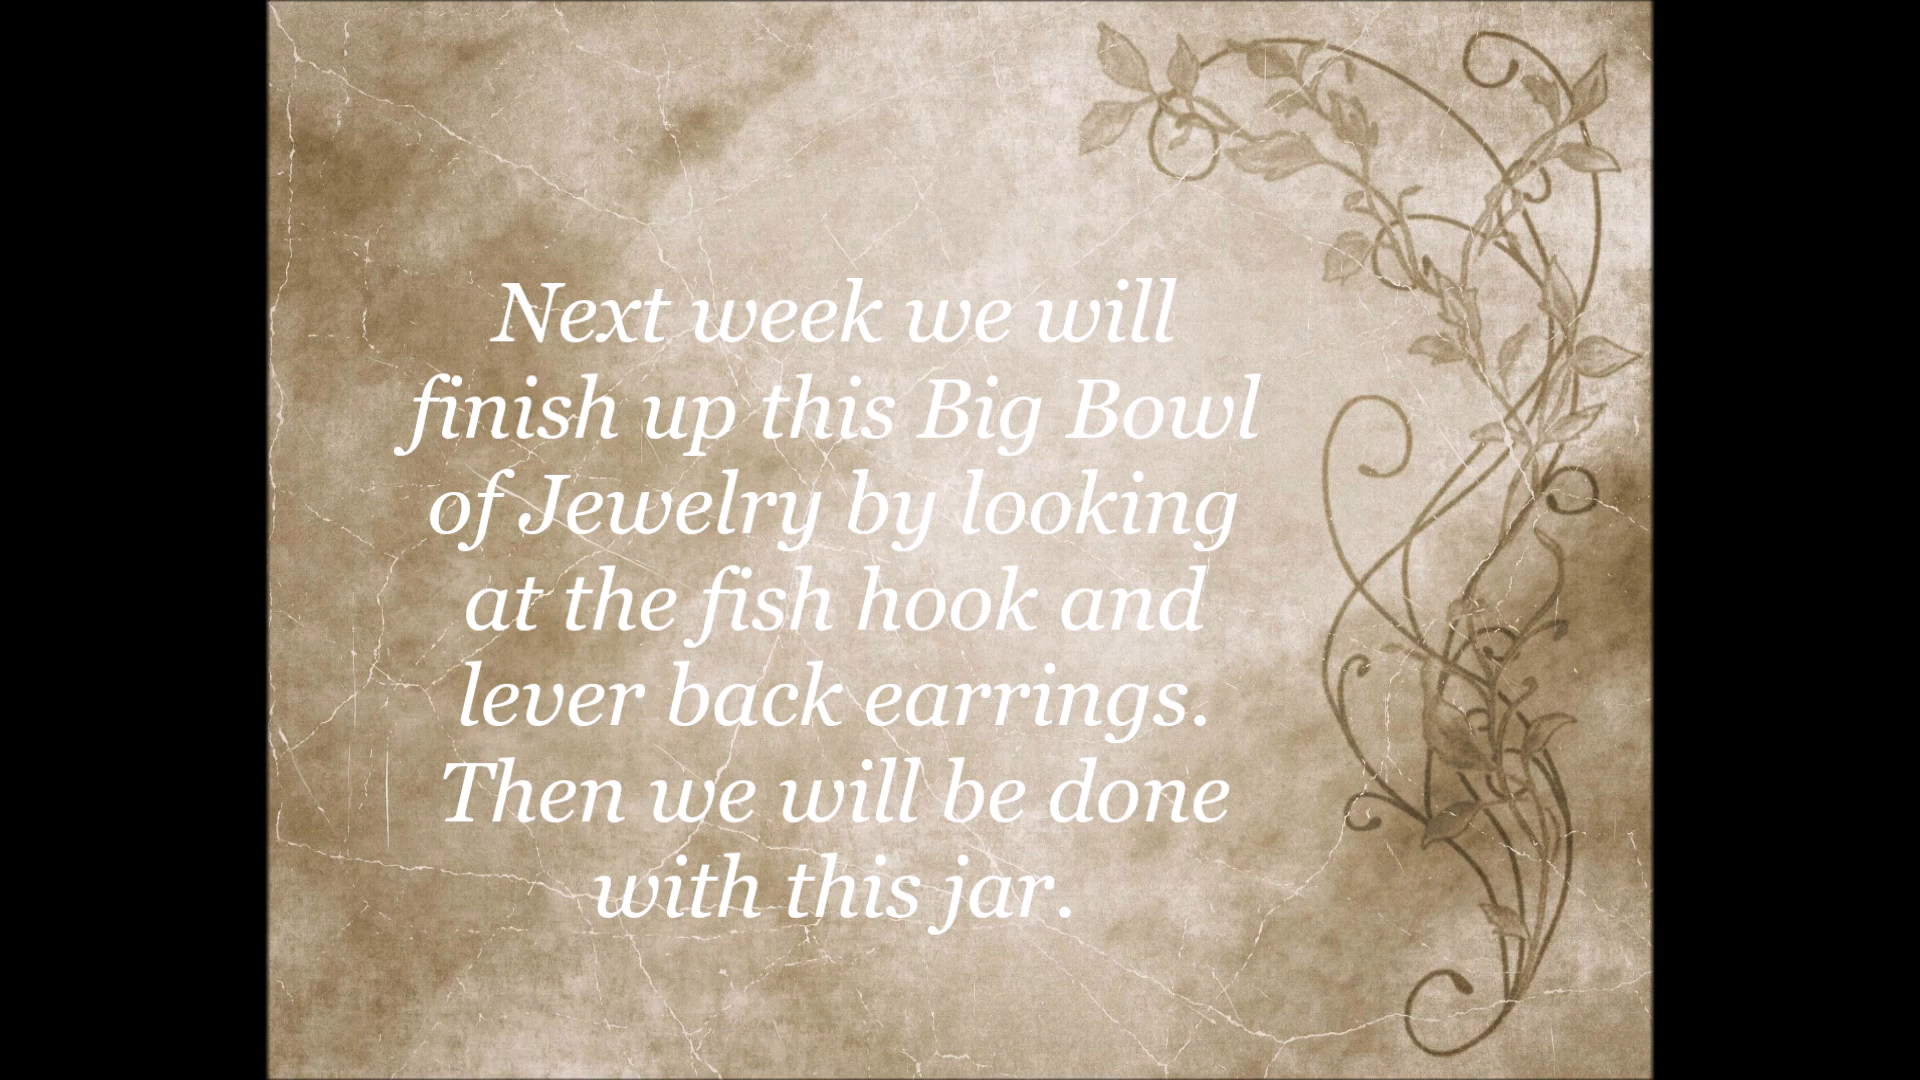 Next week we will
finish up this Big Bowl
of Jewelry by looking
at the fish hook and
lever back earrings.
Then we will be done
with this jar.